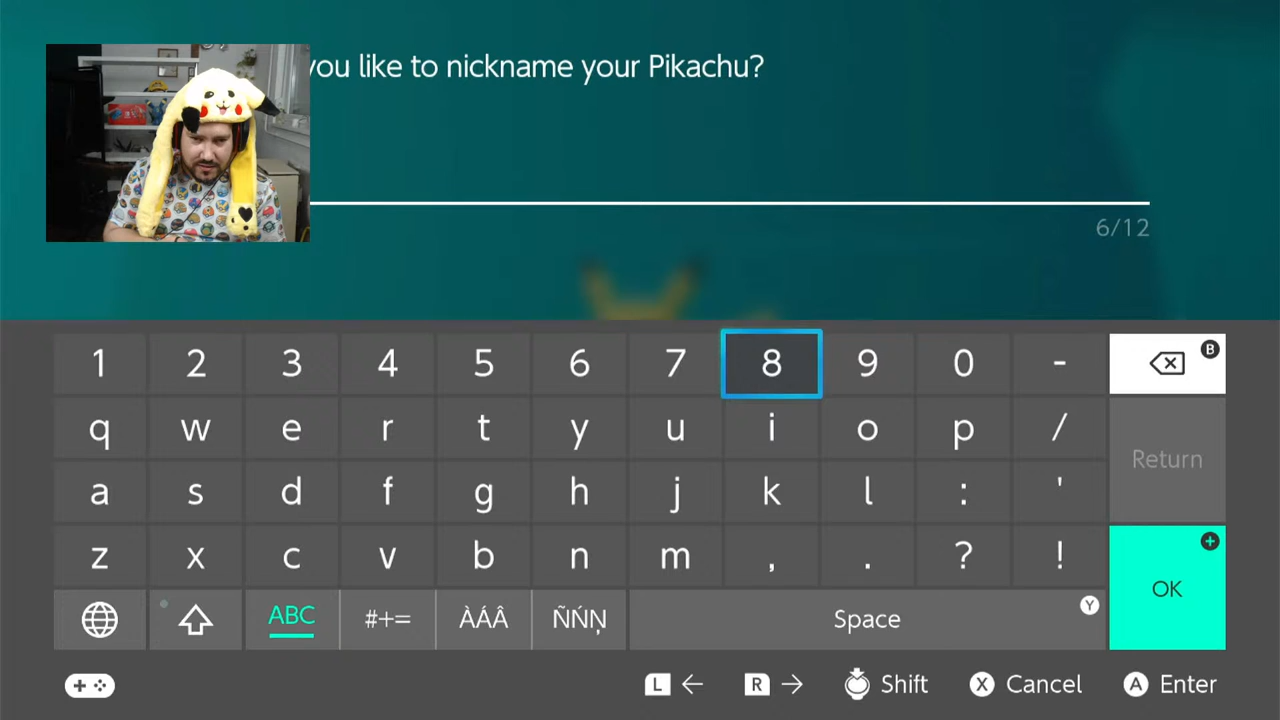 you like to nickname your Pikachu?
6/12
1 2 3 4 5 6 7 8 9 0 - B
q w e r t y u i o p / Return
a s d f g h j k l : '
z x c v b n m , . ? ! + OK
ABC #+= ÀÁÂ ÑŃŅ Space Y
L ← R → Shift X Cancel A Enter